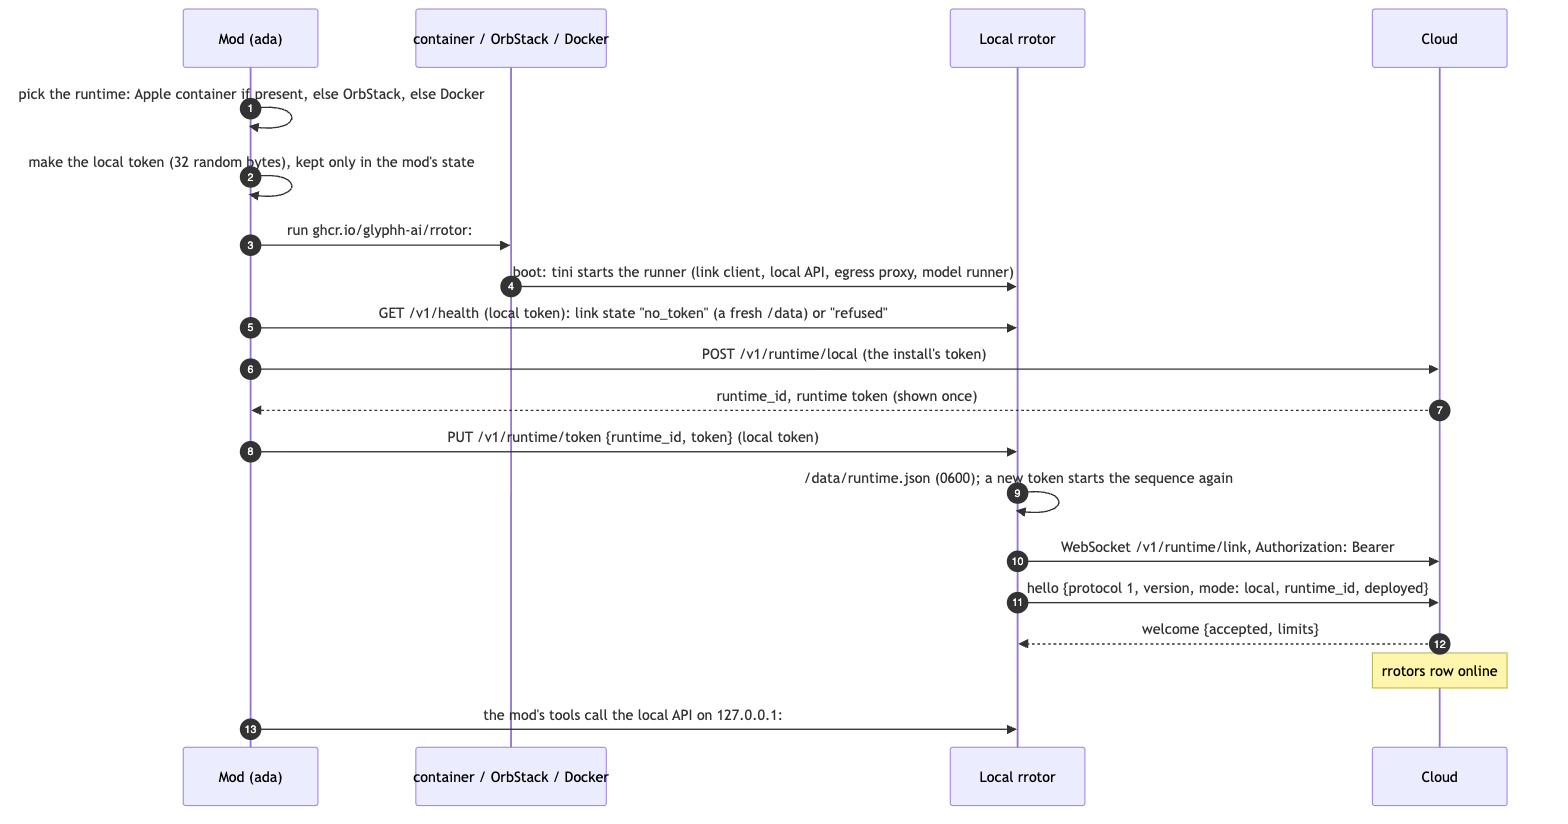 Mod (ada)
container / OrbStack / Docker
Local rrotor
Cloud
pick the runtime: Apple container if present, else OrbStack, else Docker
1
make the local token (32 random bytes), kept only in the mod's state
2
run ghcr.io/glyphh-ai/rrotor:
3
boot: tini starts the runner (link client, local API, egress proxy, model runner)
4
GET /v1/health (local token): link state "no_token" (a fresh /data) or "refused"
5
POST /v1/runtime/local (the install's token)
6
runtime_id, runtime token (shown once)
7
PUT /v1/runtime/token {runtime_id, token} (local token)
8
/data/runtime.json (0600); a new token starts the sequence again
9
WebSocket /v1/runtime/link, Authorization: Bearer
10
hello {protocol 1, version, mode: local, runtime_id, deployed}
11
welcome {accepted, limits}
12
rrotors row online
the mod's tools call the local API on 127.0.0.1:
13
Mod (ada)
container / OrbStack / Docker
Local rrotor
Cloud